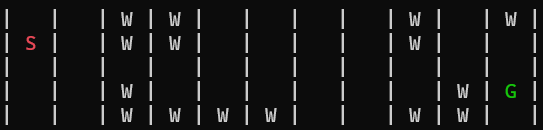 |   |   | W | W |   |   |   |   | W |   | W |
| S |   | W | W |   |   |   |   | W |   |   |
|   |   |   |   |   |   |   |   |   |   |   |
|   |   | W |   |   |   |   |   |   | W | G |
|   |   | W | W | W | W |   |   | W | W |   |